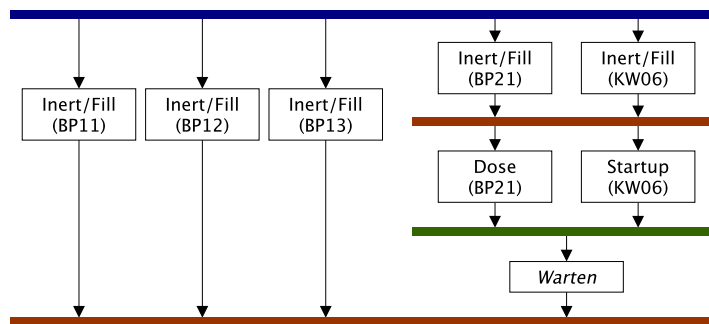 Inert/Fill
(BP21)
Inert/Fill
(KW06)
Inert/Fill
(BP11)
Inert/Fill
(BP12)
Inert/Fill
(BP13)
Dose
(BP21)
Startup
(KW06)
Warten